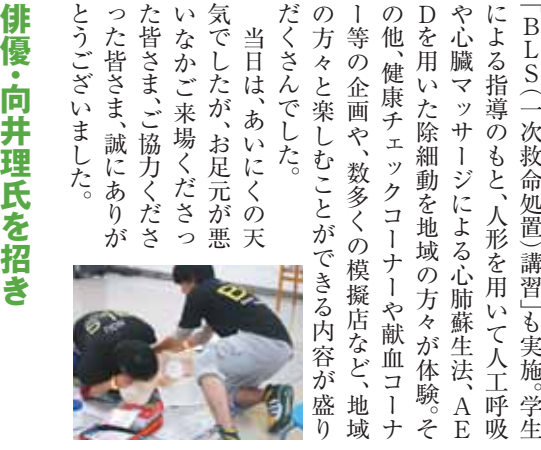 「BLS(一次救命処置)講習」も実施。学生
による指導のもと、人形を用いて人工呼吸
や心臓マッサージによる心肺蘇生法、AE
Dを用いた除細動を地域の方々が体験。そ
の他、健康チェックコーナーや献血コーナ
ー等の企画や、数多くの模擬店など、地域
の方々と楽しむことができる内容が盛り
だくさんでした。
当日は、あいにくの天
気でしたが、お足元が悪
いなかご来場くださっ
た皆さま、ご協力くださ
った皆さま、誠にありが
とうございました。
俳優・向井理氏を招き